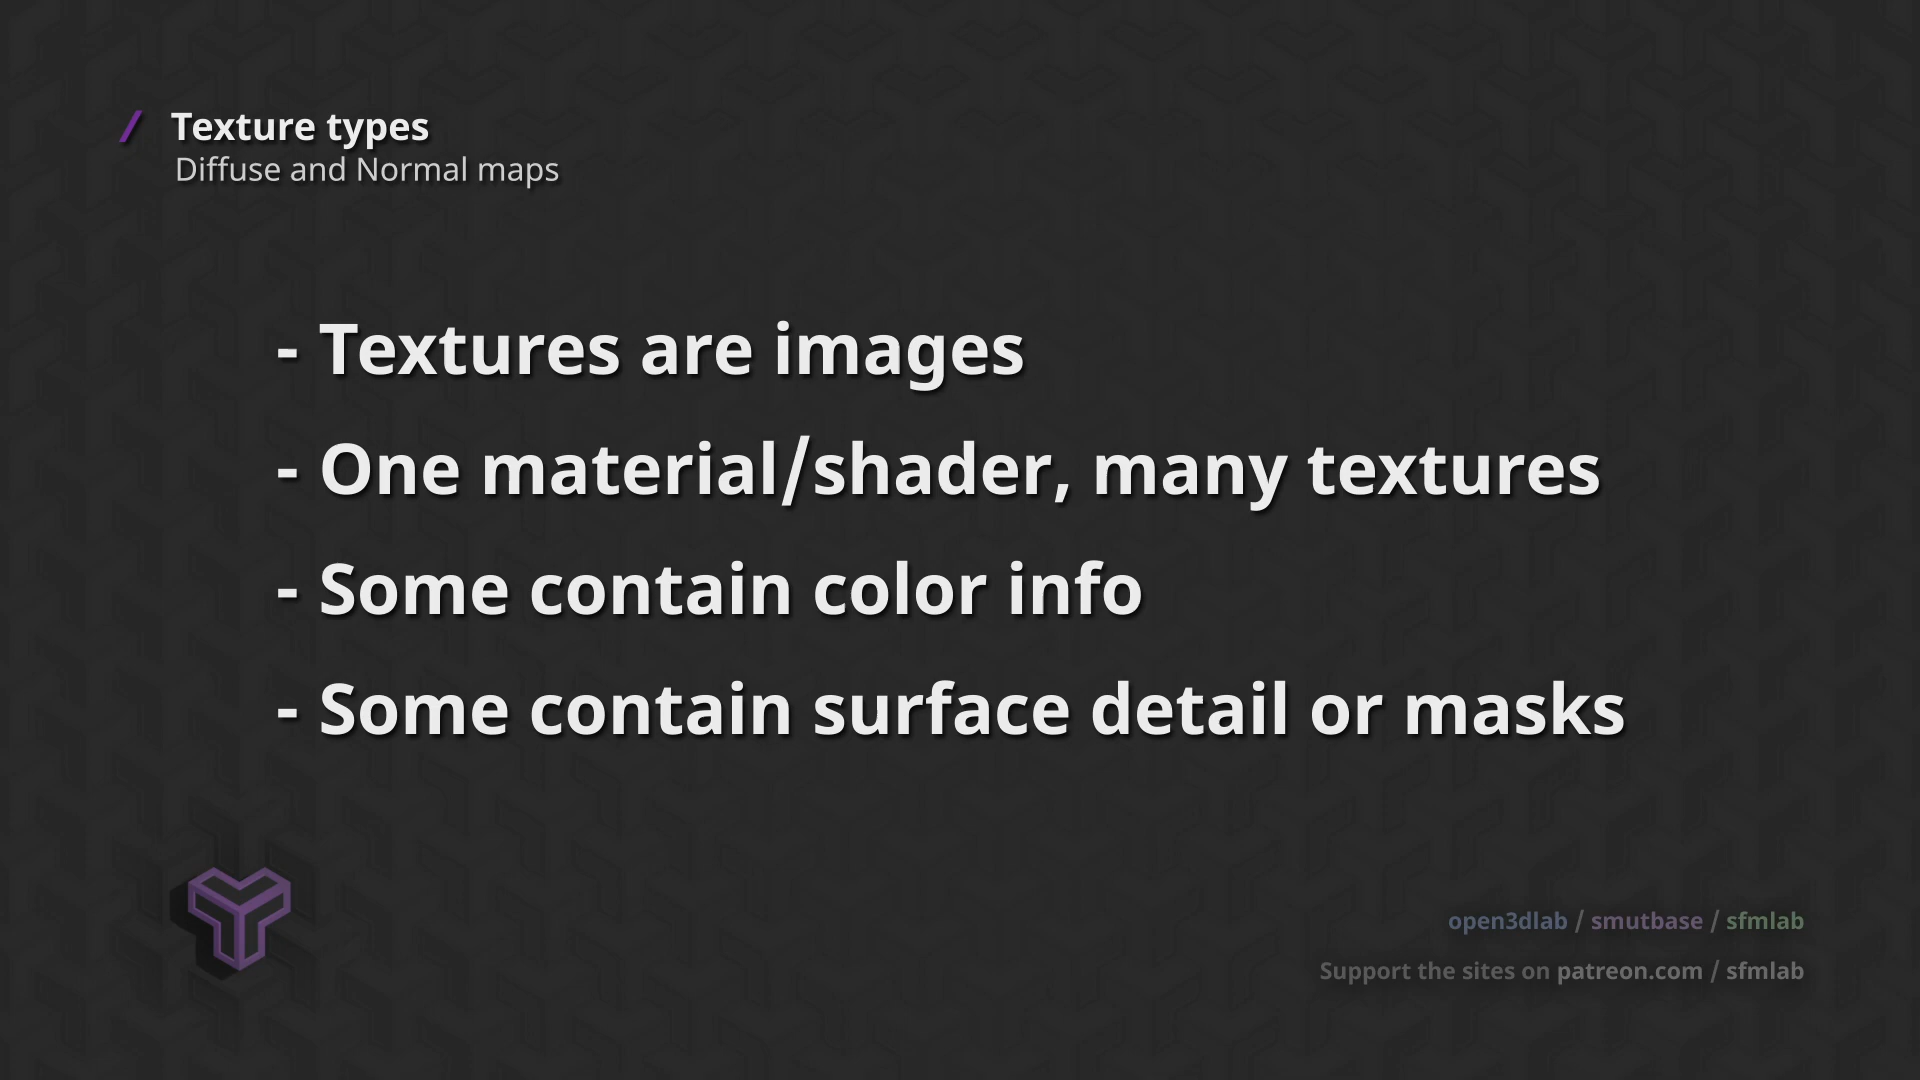 / Texture types
Diffuse and Normal maps
- Textures are images
- One material/shader, many textures
- Some contain color info
- Some contain surface detail or masks
open3dlab / smutbase / sfmlab
Support the sites on patreon.com / sfmlab